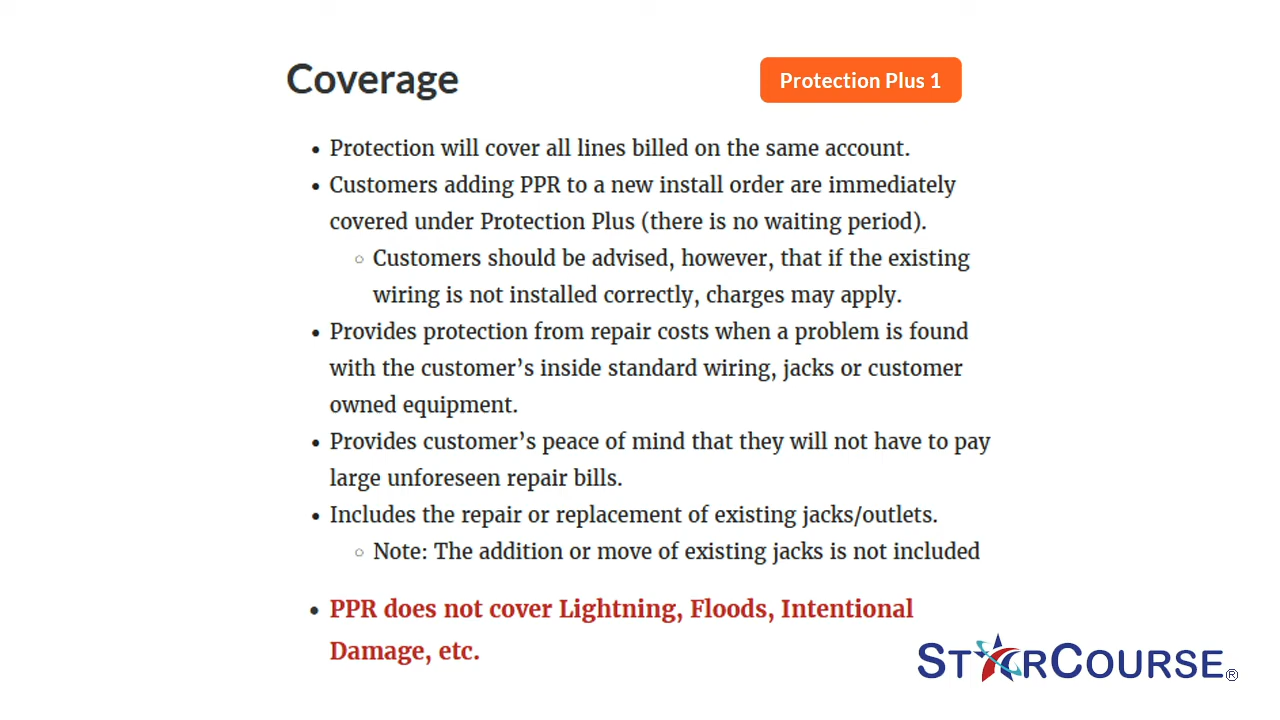 Coverage
Protection Plus 1
• Protection will cover all lines billed on the same account.
• Customers adding PPR to a new install order are immediately
covered under Protection Plus (there is no waiting period).
○ Customers should be advised, however, that if the existing
wiring is not installed correctly, charges may apply.
• Provides protection from repair costs when a problem is found
with the customer’s inside standard wiring, jacks or customer
owned equipment.
• Provides customer’s peace of mind that they will not have to pay
large unforeseen repair bills.
• Includes the repair or replacement of existing jacks/outlets.
○ Note: The addition or move of existing jacks is not included
• PPR does not cover Lightning, Floods, Intentional
Damage, etc.
STARCOURSE®